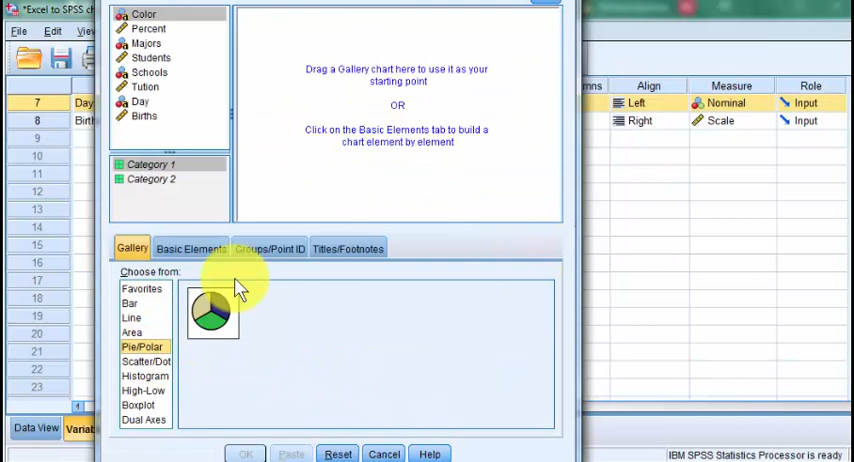 *Excel to SPSS ch
File Edit
Color
Percent
Majors
Students
Schools
Tution
Day
Births
Category 1
Category 2
Drag a Gallery chart here to use it as your
starting point
OR
Click on the Basic Elements tab to build a
chart element by element
Gallery Basic Elements Groups/Point ID Titles/Footnotes
Choose from:
Favorites
Bar
Line
Area
Pie/Polar
Scatter/Dot
Histogram
High-Low
Boxplot
Dual Axes
OK Paste Reset Cancel Help
mns Align Measure Role
7 Day Left Nominal Input
8 Birth Right Scale Input
9
10
11
12
13
14
15
16
17
18
19
20
21
22
23
Data View Variab
IBM SPSS Statistics Processor is ready